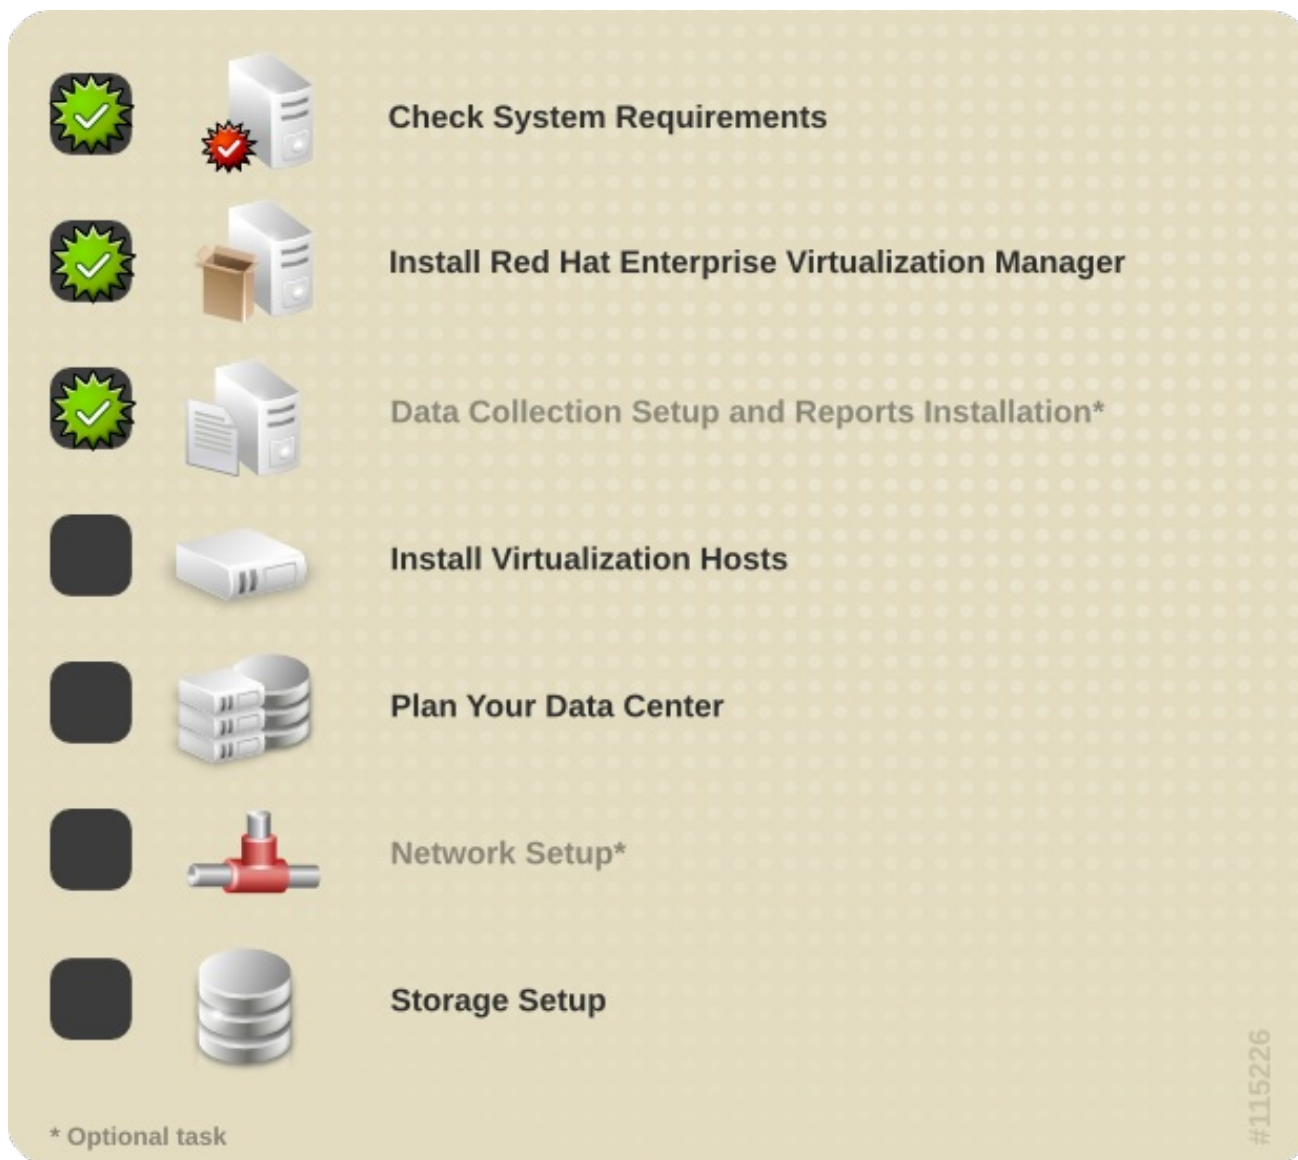 Check System Requirements
Install Red Hat Enterprise Virtualization Manager
Data Collection Setup and Reports Installation*
Install Virtualization Hosts
Plan Your Data Center
Network Setup*
Storage Setup
* Optional task
#115226